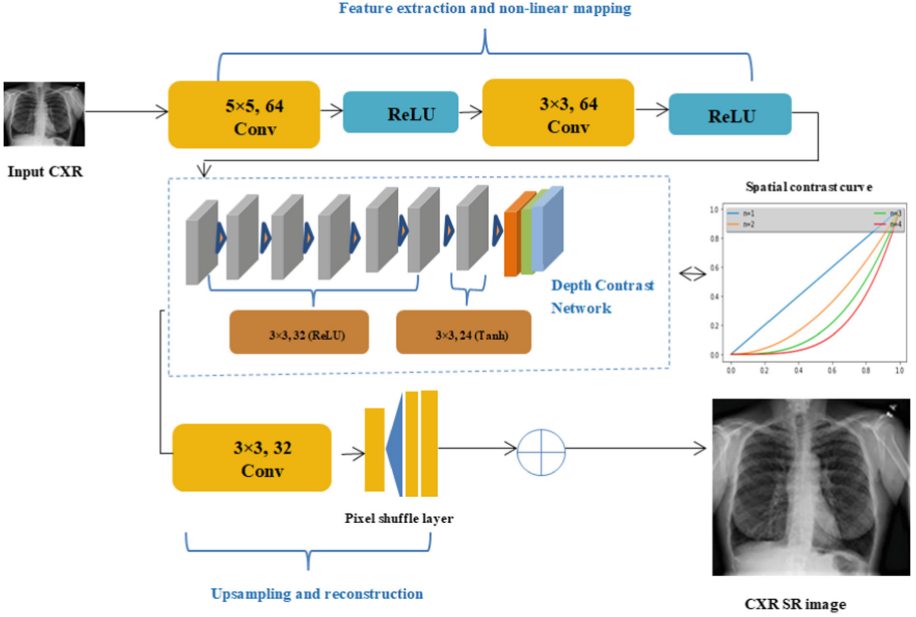 Feature extraction and non-linear mapping
5×5, 64
Conv
ReLU
3×3, 64
Conv
ReLU
Input CXR
Spatial contrast curve
n=1
n=2
n=3
n=4
1.0
0.8
0.6
0.4
0.2
0.0
0.0
0.2
0.4
0.6
0.8
1.0
Depth Contrast
Network
3×3, 32 (ReLU)
3×3, 24 (Tanh)
3×3, 32
Conv
Pixel shuffle layer
Upsampling and reconstruction
CXR SR image